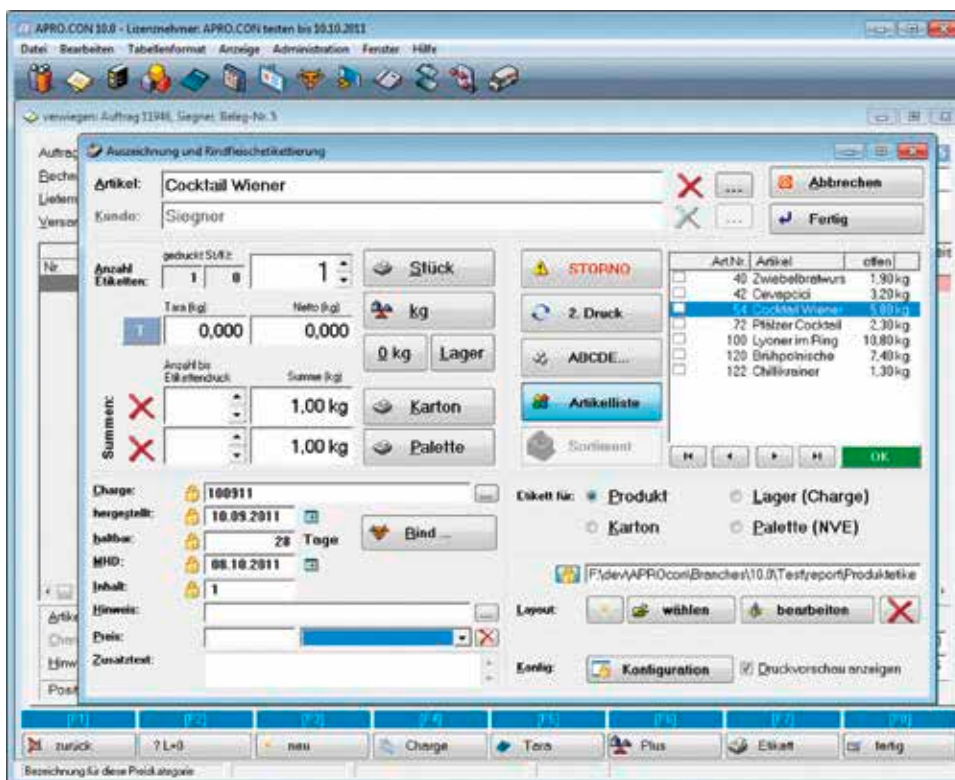 APRO.CON 10.0 - Lizenznehmer: APRO.CON testen bis 10.10.2011
Datei Bearbeiten Tabellenformat Anzeige Administration Fenster Hilfe
verwiegen: Auftrag 11946, Siegner, Beleg-Nr. 5
Auszeichnung und Rindfleischetikettierung
Artikel: Cocktail Wiener ... Abbrechen
Kunde: Siegner ... Fertig
Nr.
Anzahl Etiketten: gedruckt St/Kz 1 0 1 Stück
Tara (kg) Netto (kg) kg
T 0,000 0,000
0 kg Lager
Anzahl bis Etikettendruck Summe (kg)
Summen:
1,00 kg Karton
1,00 kg Palette
STORNO
2. Druck
ABCDE...
Artikelliste
Sortiment
Art.Nr. Artikel offen
40 Zwiebelbratwurs 1,90 kg
42 Cevapcici 3,20 kg
54 Cocktail Wiener 5,00 kg
72 Pfälzer Cocktail 2,30 kg
100 Lyoner im Ring 10,80 kg
120 Brühpolnische 7,40 kg
122 Chillikrainer 1,30 kg
OK
Charge: 100911 ...
hergestellt: 10.09.2011
haltbar: 28 Tage
MHD: 08.10.2011
Inhalt: 1
Hinweis: ...
Preis:
Zusatztext:
Rind ...
Etikett für: Produkt Lager (Charge)
Karton Palette (NVE)
F:\dev\APROcon\Branches\10.0\Test\report\Produktetike
Layout: wählen bearbeiten
Konfig: Konfiguration Druckvorschau anzeigen
[F1] [F2] [F3] [F4] [F5] [F6] [F7] [F8]
zurück ? L=0 neu Charge Tara Plus Etikett fertig
Bezeichnung für diese Preiskategorie